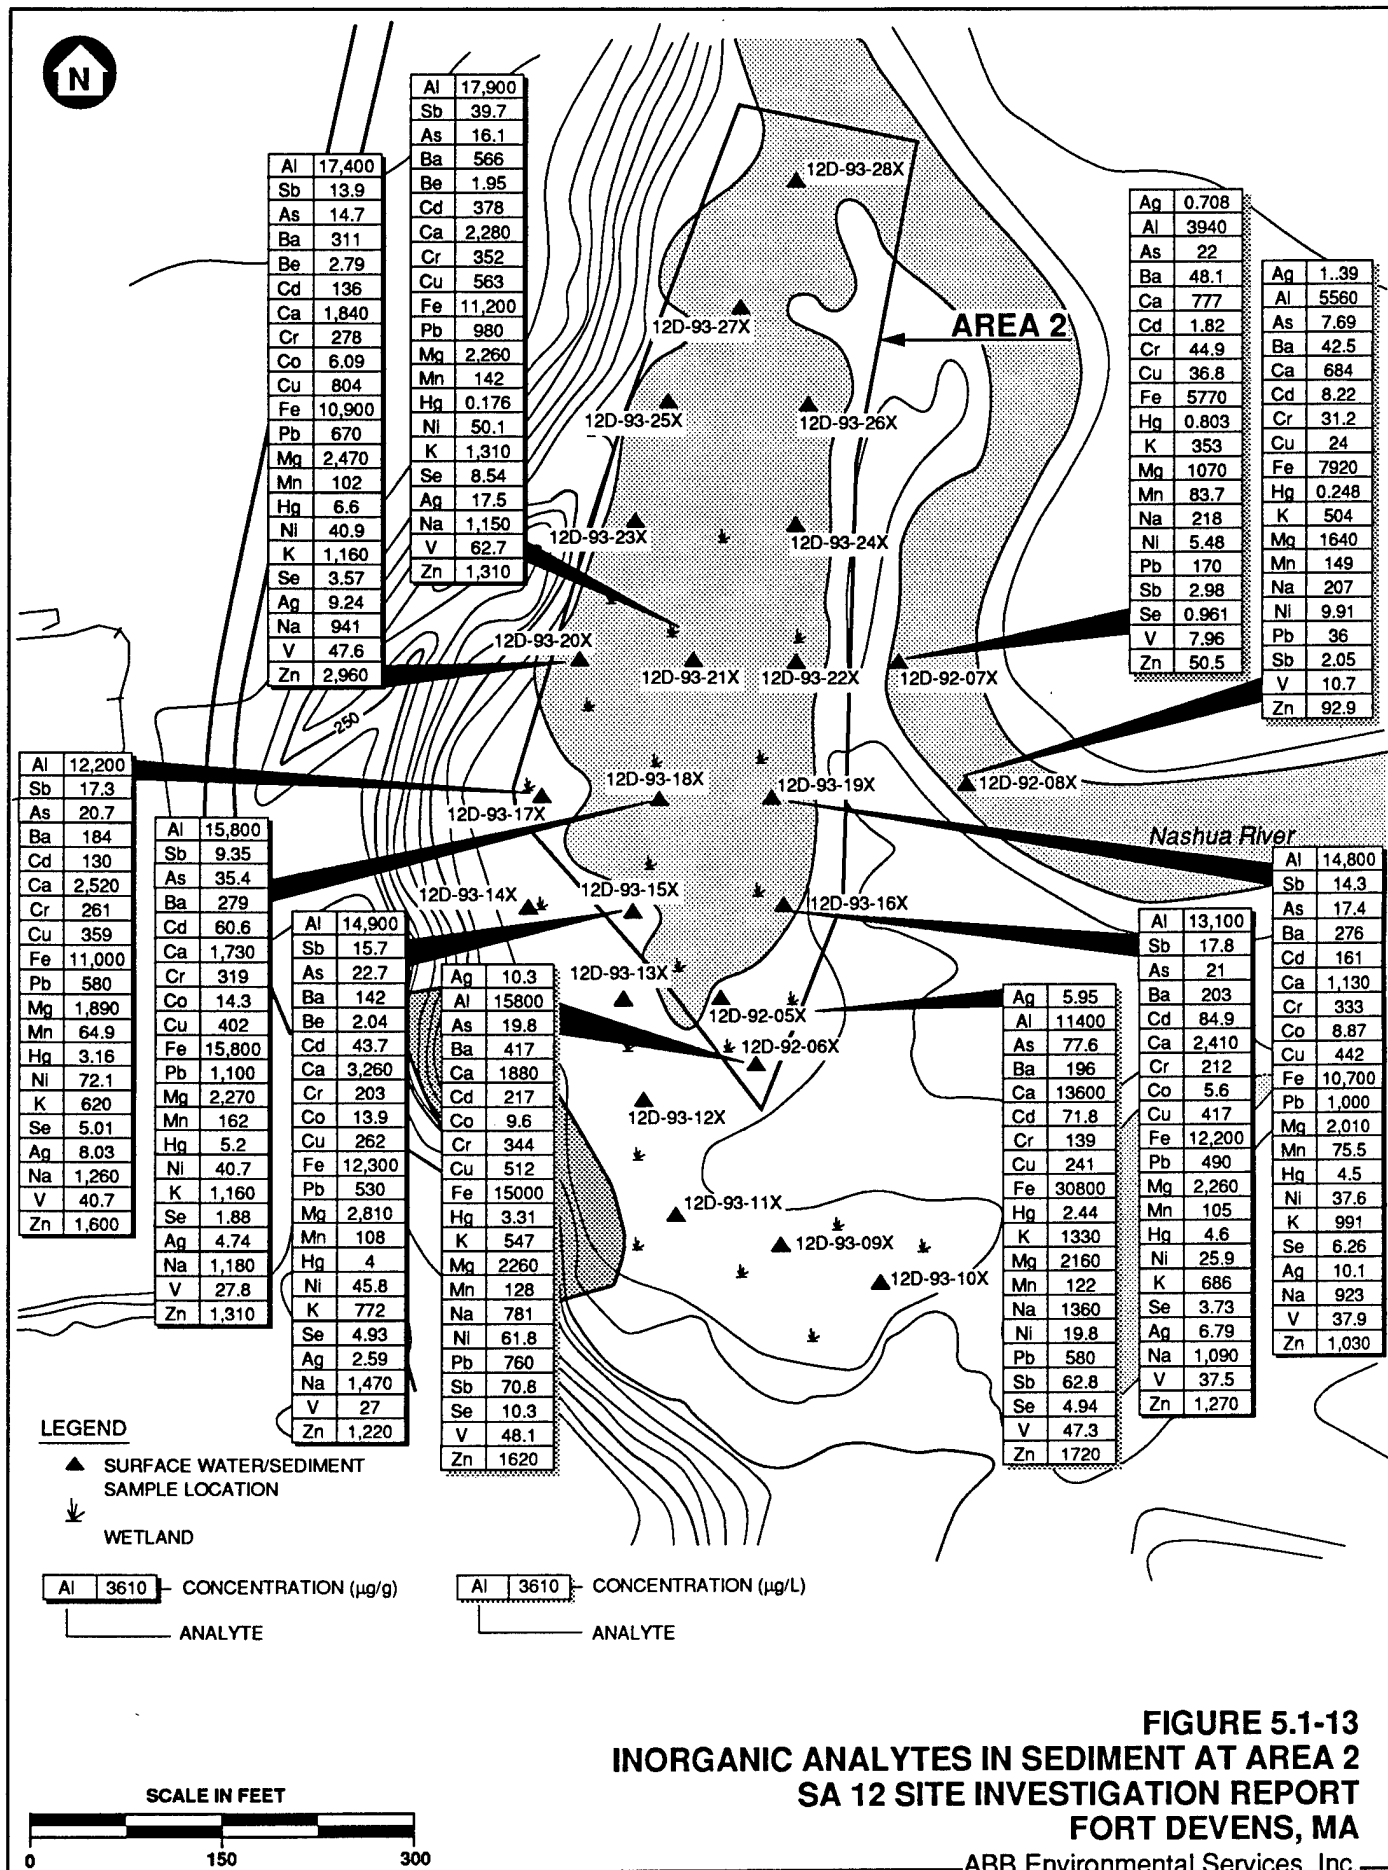 N
Al 17,900
Sb 39.7
As 16.1
Ba 566
Be 1.95
Cd 378
Ca 2,280
Cr 352
Cu 563
Fe 11,200
Pb 980
Mg 2,260
Mn 142
Hg 0.176
Ni 50.1
K 1,310
Se 8.54
Ag 17.5
Na 1,150
V 62.7
Zn 1,310
Al 17,400
Sb 13.9
As 14.7
Ba 311
Be 2.79
Cd 136
Ca 1,840
Cr 278
Co 6.09
Cu 804
Fe 10,900
Pb 670
Mg 2,470
Mn 102
Hg 6.6
Ni 40.9
K 1,160
Se 3.57
Ag 9.24
Na 941
V 47.6
Zn 2,960
Ag 0.708
Al 3940
As 22
Ba 48.1
Ca 777
Cd 1.82
Cr 44.9
Cu 36.8
Fe 5770
Hg 0.803
K 353
Mg 1070
Mn 83.7
Na 218
Ni 5.48
Pb 170
Sb 2.98
Se 0.961
V 7.96
Zn 50.5
Ag 1..39
Al 5560
As 7.69
Ba 42.5
Ca 684
Cd 8.22
Cr 31.2
Cu 24
Fe 7920
Hg 0.248
K 504
Mg 1640
Mn 149
Na 207
Ni 9.91
Pb 36
Sb 2.05
V 10.7
Zn 92.9
12D-93-28X
12D-93-27X
AREA 2
12D-93-25X
12D-93-26X
12D-93-23X
12D-93-24X
12D-93-20X
12D-93-21X
12D-93-22X
12D-92-07X
250
12D-93-18X
12D-93-19X
12D-92-08X
12D-93-17X
Nashua River
12D-93-14X
12D-93-15X
12D-93-16X
12D-93-13X
12D-92-05X
12D-92-06X
12D-93-12X
12D-93-11X
12D-93-09X
12D-93-10X
Al 12,200
Sb 17.3
As 20.7
Ba 184
Cd 130
Ca 2,520
Cr 261
Cu 359
Fe 11,000
Pb 580
Mg 1,890
Mn 64.9
Hg 3.16
Ni 72.1
K 620
Se 5.01
Ag 8.03
Na 1,260
V 40.7
Zn 1,600
Al 15,800
Sb 9.35
As 35.4
Ba 279
Cd 60.6
Ca 1,730
Cr 319
Co 14.3
Cu 402
Fe 15,800
Pb 1,100
Mg 2,270
Mn 162
Hg 5.2
Ni 40.7
K 1,160
Se 1.88
Ag 4.74
Na 1,180
V 27.8
Zn 1,310
Al 14,900
Sb 15.7
As 22.7
Ba 142
Be 2.04
Cd 43.7
Ca 3,260
Cr 203
Co 13.9
Cu 262
Fe 12,300
Pb 530
Mg 2,810
Mn 108
Hg 4
Ni 45.8
K 772
Se 4.93
Ag 2.59
Na 1,470
V 27
Zn 1,220
Ag 10.3
Al 15800
As 19.8
Ba 417
Ca 1880
Cd 217
Co 9.6
Cr 344
Cu 512
Fe 15000
Hg 3.31
K 547
Mg 2260
Mn 128
Na 781
Ni 61.8
Pb 760
Sb 70.8
Se 10.3
V 48.1
Zn 1620
Ag 5.95
Al 11400
As 77.6
Ba 196
Ca 13600
Cd 71.8
Cr 139
Cu 241
Fe 30800
Hg 2.44
K 1330
Mg 2160
Mn 122
Na 1360
Ni 19.8
Pb 580
Sb 62.8
Se 4.94
V 47.3
Zn 1720
Al 13,100
Sb 17.8
As 21
Ba 203
Cd 84.9
Ca 2,410
Cr 212
Co 5.6
Cu 417
Fe 12,200
Pb 490
Mg 2,260
Mn 105
Hg 4.6
Ni 25.9
K 686
Se 3.73
Ag 6.79
Na 1,090
V 37.5
Zn 1,270
Al 14,800
Sb 14.3
As 17.4
Ba 276
Cd 161
Ca 1,130
Cr 333
Co 8.87
Cu 442
Fe 10,700
Pb 1,000
Mg 2,010
Mn 75.5
Hg 4.5
Ni 37.6
K 991
Se 6.26
Ag 10.1
Na 923
V 37.9
Zn 1,030
LEGEND
SURFACE WATER/SEDIMENT
SAMPLE LOCATION
WETLAND
Al 3610 CONCENTRATION (µg/g)
ANALYTE
Al 3610 CONCENTRATION (µg/L)
ANALYTE
SCALE IN FEET
0 150 300
FIGURE 5.1-13
INORGANIC ANALYTES IN SEDIMENT AT AREA 2
SA 12 SITE INVESTIGATION REPORT
FORT DEVENS, MA
ABB Environmental Services, Inc.